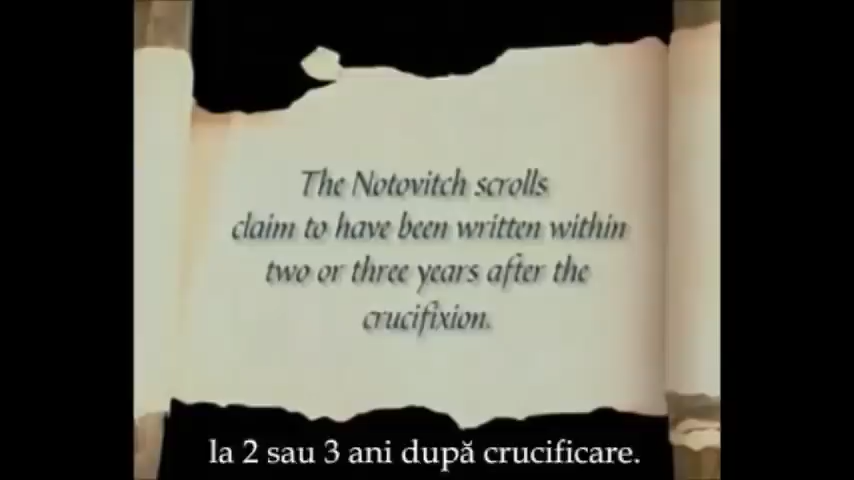 The Notovitch scrolls
claim to have been written within
two or three years after the
crucifixion.
la 2 sau 3 ani după crucificare.